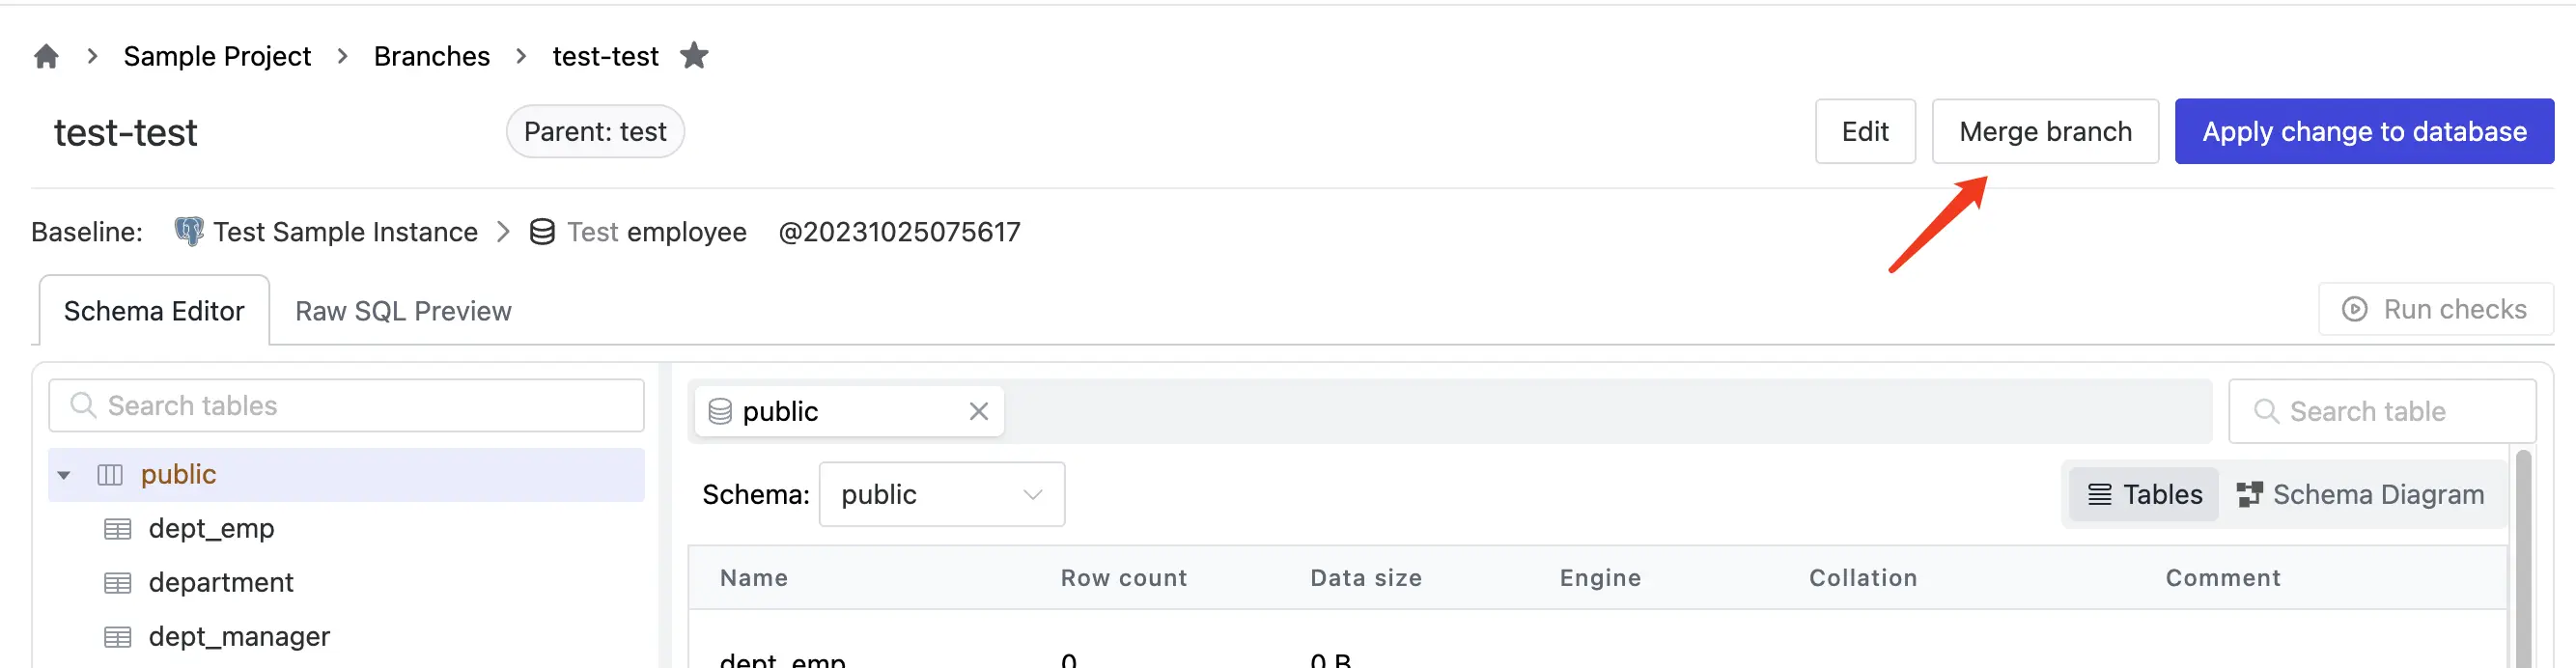 Sample Project > Branches > test-test
test-test
Parent: test
Edit
Merge branch
Apply change to database
Baseline: Test Sample Instance > Test employee @20231025075617
Schema Editor
Raw SQL Preview
Run checks
Search tables
public
dept_emp
department
dept_manager
public
Search table
Schema: public
Tables
Schema Diagram
Name Row count Data size Engine Collation Comment
dept_emp 0 0 B